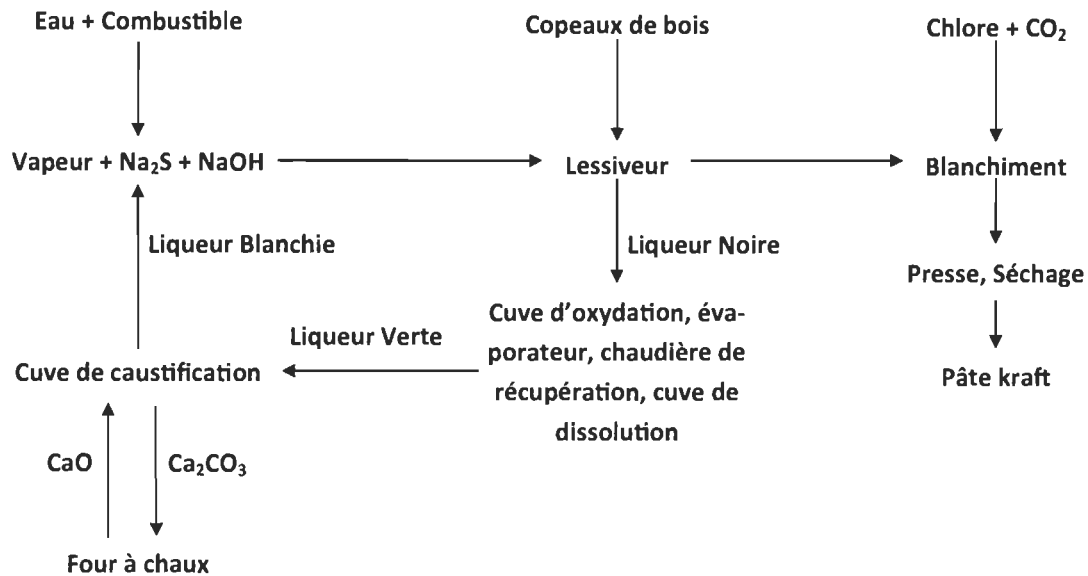 Eau + Combustible
Copeaux de bois
Chlore + CO₂
Vapeur + Na₂S + NaOH
Lessiveur
Blanchiment
Liqueur Blanchie
Liqueur Noire
Presse, Séchage
Liqueur Verte
Cuve d'oxydation, éva-
porateur, chaudière de
récupération, cuve de
dissolution
Cuve de caustification
Pâte kraft
CaO
Ca₂CO₃
Four à chaux